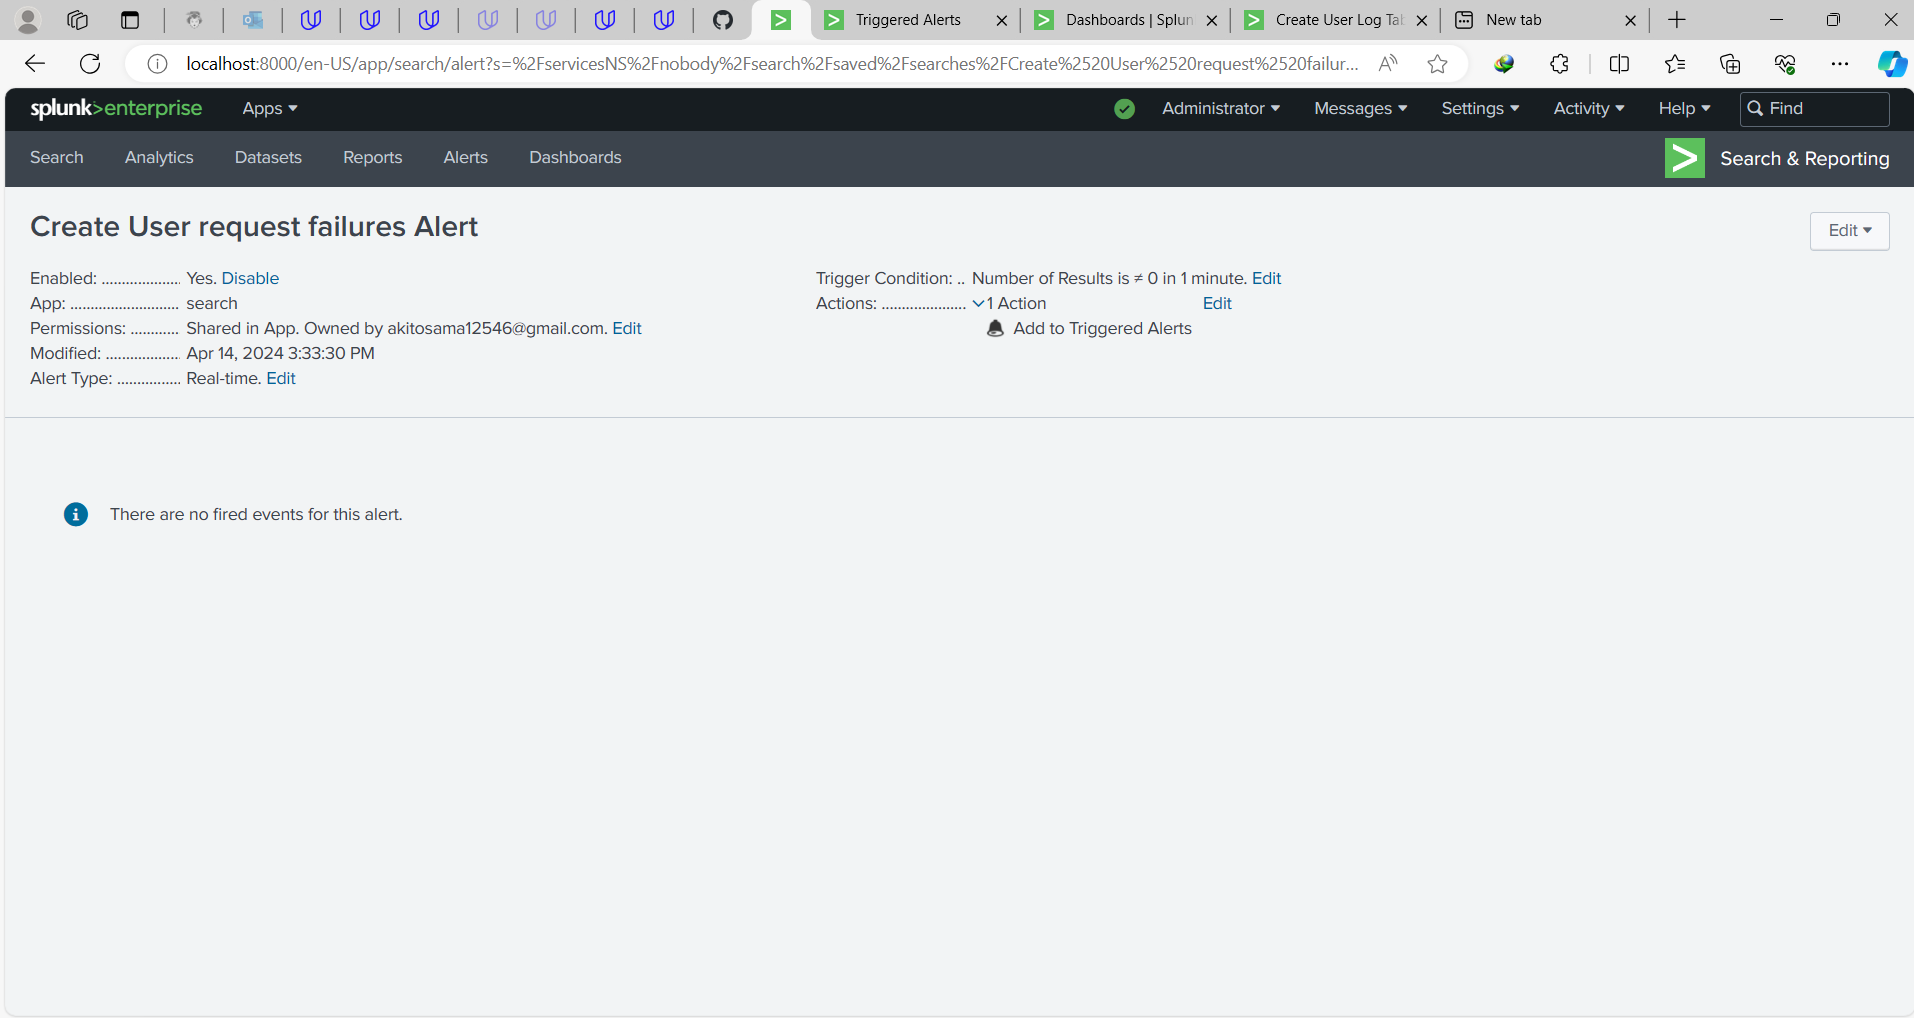 Triggered Alerts
Dashboards | Splun
Create User Log Tab
New tab
localhost:8000/en-US/app/search/alert?s=%2FservicesNS%2Fnobody%2Fsearch%2Fsaved%2Fsearches%2FCreate%2520User%2520request%2520failur...
splunk>enterprise Apps Administrator Messages Settings Activity Help Find
Search Analytics Datasets Reports Alerts Dashboards Search & Reporting
Create User request failures Alert
Edit
Enabled: ................... Yes. Disable
App: ........................... search
Permissions: ............ Shared in App. Owned by akitosama12546@gmail.com. Edit
Modified: .................. Apr 14, 2024 3:33:30 PM
Alert Type: ................ Real-time. Edit
Trigger Condition: .. Number of Results is ≠ 0 in 1 minute. Edit
Actions: ..................... 1 Action Edit
Add to Triggered Alerts
There are no fired events for this alert.